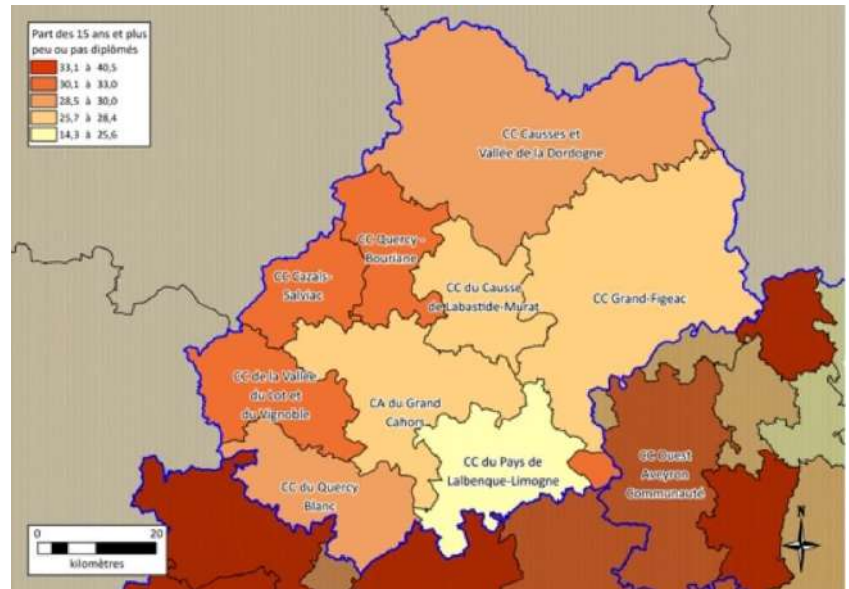 Part des 15 ans et plus
peu ou pas diplômés
33,1 à 40,5
30,1 à 33,0
28,5 à 30,0
25,7 à 28,4
14,3 à 25,6
CC Causses et
Vallée de la Dordogne
CC Quercy -
Bouriane
CC Cazals-
Salviac
CC du Causse
de Labastide-Murat
CC Grand-Figeac
CC de la Vallée
du Lot et
du Vignoble
CA du Grand
Cahors
CC du Pays de
Lalbenque-Limogne
CC Ouest
Aveyron
Communauté
CC du Quercy
Blanc
0
20
kilomètres
N